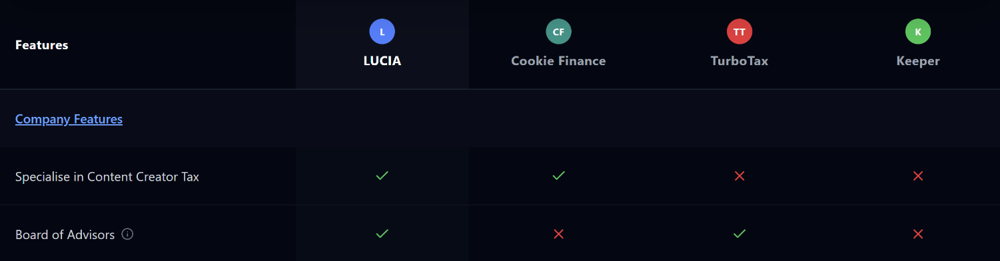 L
CF
TT
K
Features
LUCIA
Cookie Finance
TurboTax
Keeper
Company Features
Specialise in Content Creator Tax
Board of Advisors